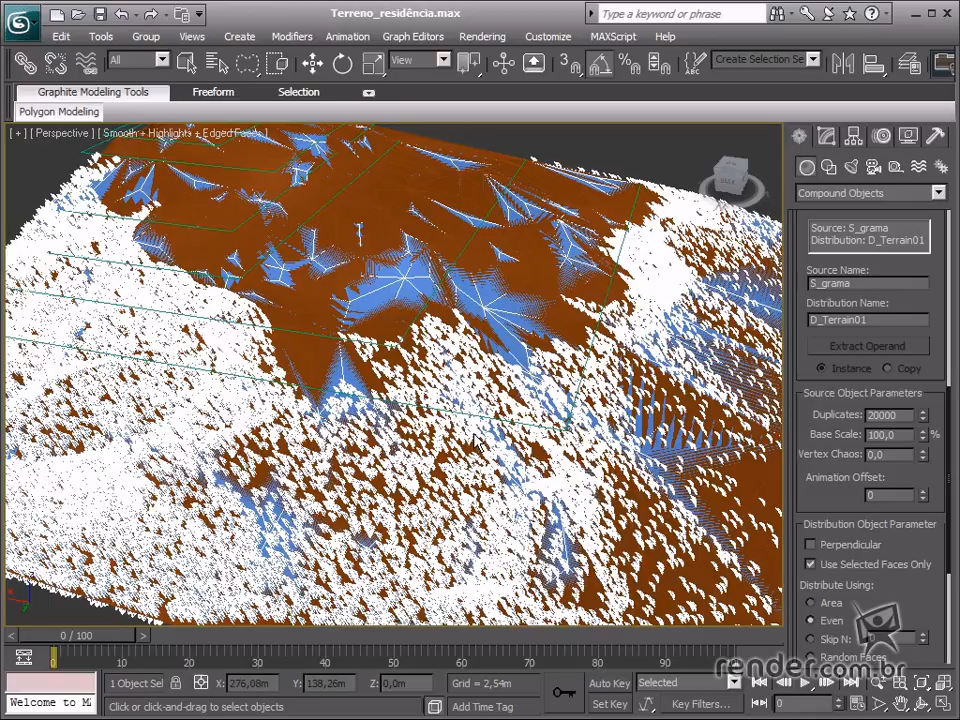 Terreno_residência.max
Type a keyword or phrase
Edit Tools Group Views Create Modifiers Animation Graph Editors Rendering Customize MAXScript Help
All
View
3
%
ABC
Create Selection Se
Graphite Modeling Tools Freeform Selection
Polygon Modeling
[ + ] [ Perspective ] [ Smooth + Highlights + Edged Faces ]
Compound Objects
Source: S_grama
Distribution: D_Terrain01
Source Name:
S_grama
Distribution Name:
D_Terrain01
Extract Operand
Instance Copy
Source Object Parameters
Duplicates: 20000
Base Scale: 100,0 %
Vertex Chaos: 0,0
Animation Offset:
0
Distribution Object Parameter
Perpendicular
Use Selected Faces Only
Distribute Using:
Area
Even
Skip N:
Random Faces
render.com.br
< 0 / 100 >
0 10 20 30 40 50 60 70 80 90
Welcome to MA
1 Object Sel X: 276,08m Y: 138,26m Z: 0,0m Grid = 2,54m Auto Key Selected
Click or click-and-drag to select objects Add Time Tag Set Key Key Filters... 0